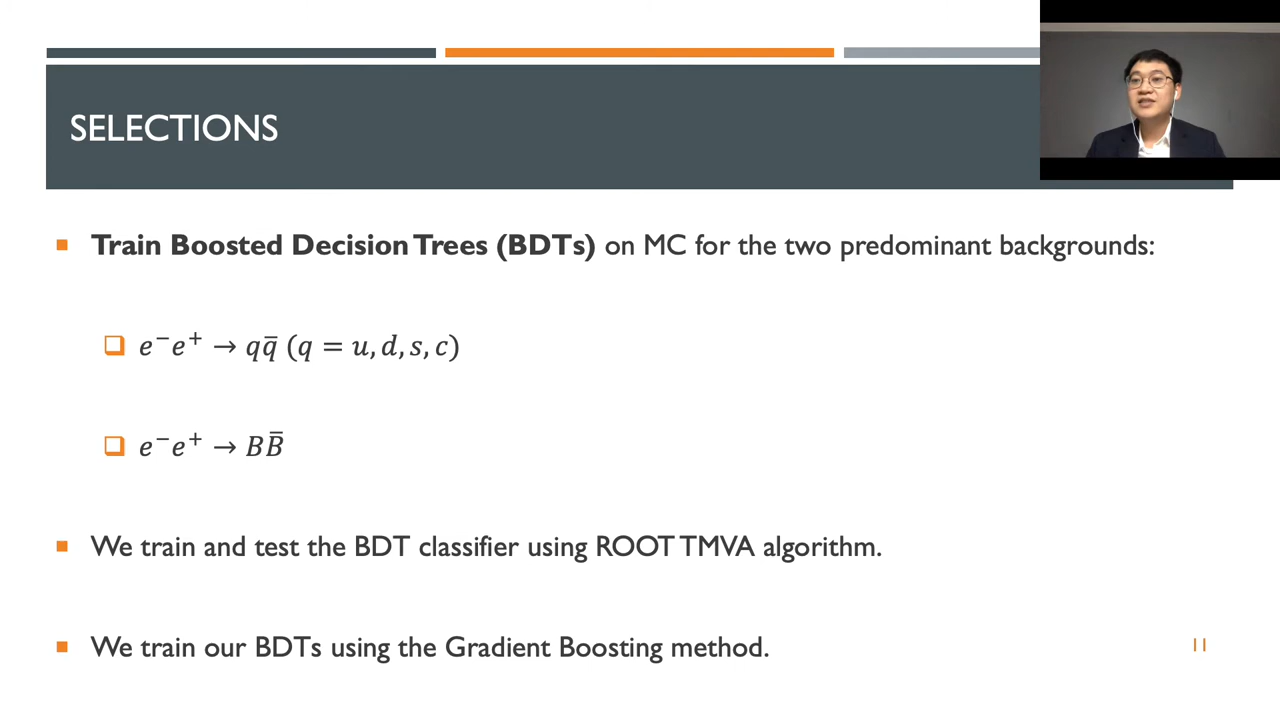 SELECTIONS
Train Boosted Decision Trees (BDTs) on MC for the two predominant backgrounds:
e⁻e⁺ → qq̄ (q = u, d, s, c)
e⁻e⁺ → BB̄
We train and test the BDT classifier using ROOT TMVA algorithm.
We train our BDTs using the Gradient Boosting method.
11